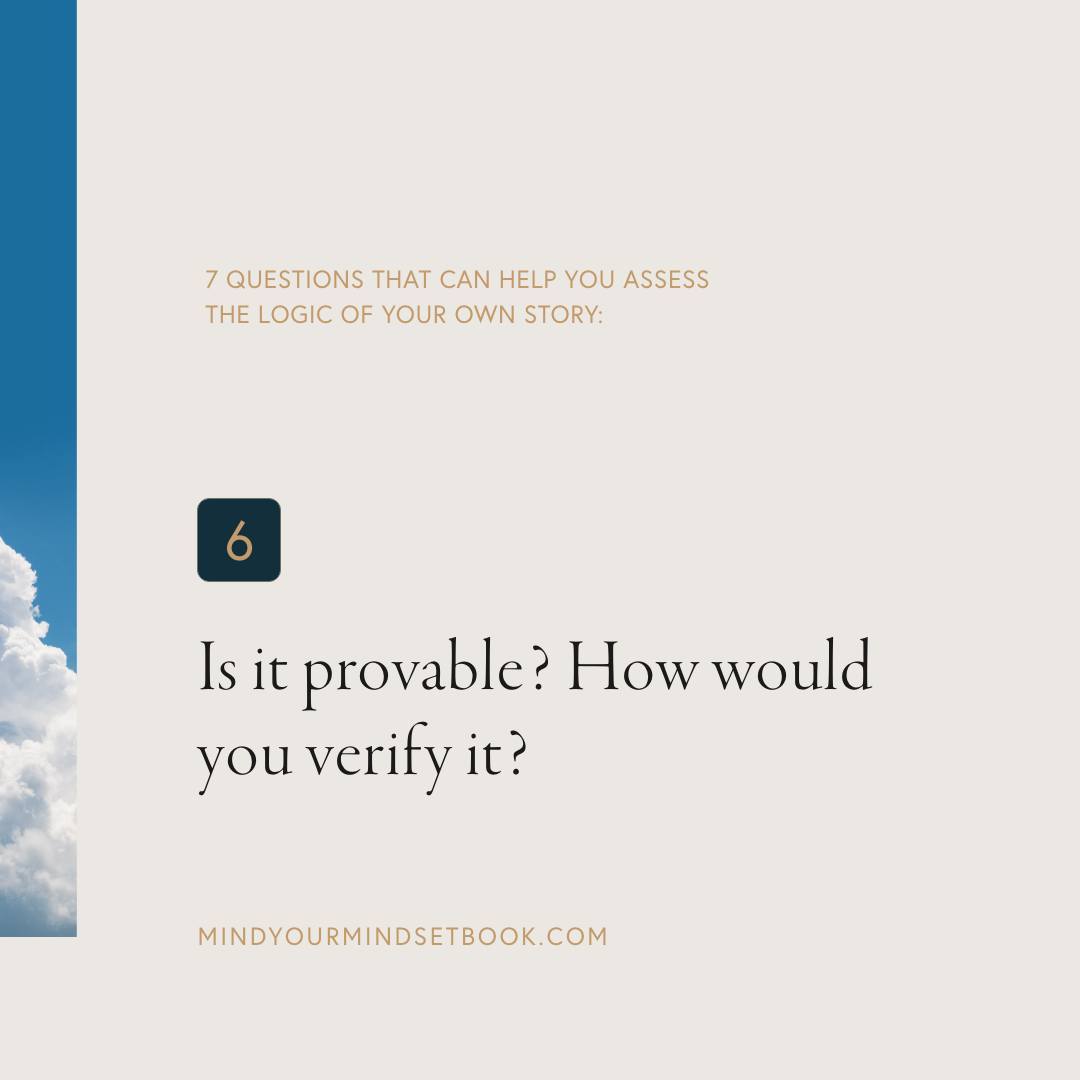 7 QUESTIONS THAT CAN HELP YOU ASSESS
THE LOGIC OF YOUR OWN STORY:
6
Is it provable? How would
you verify it?
MINDYOURMINDSETBOOK.COM